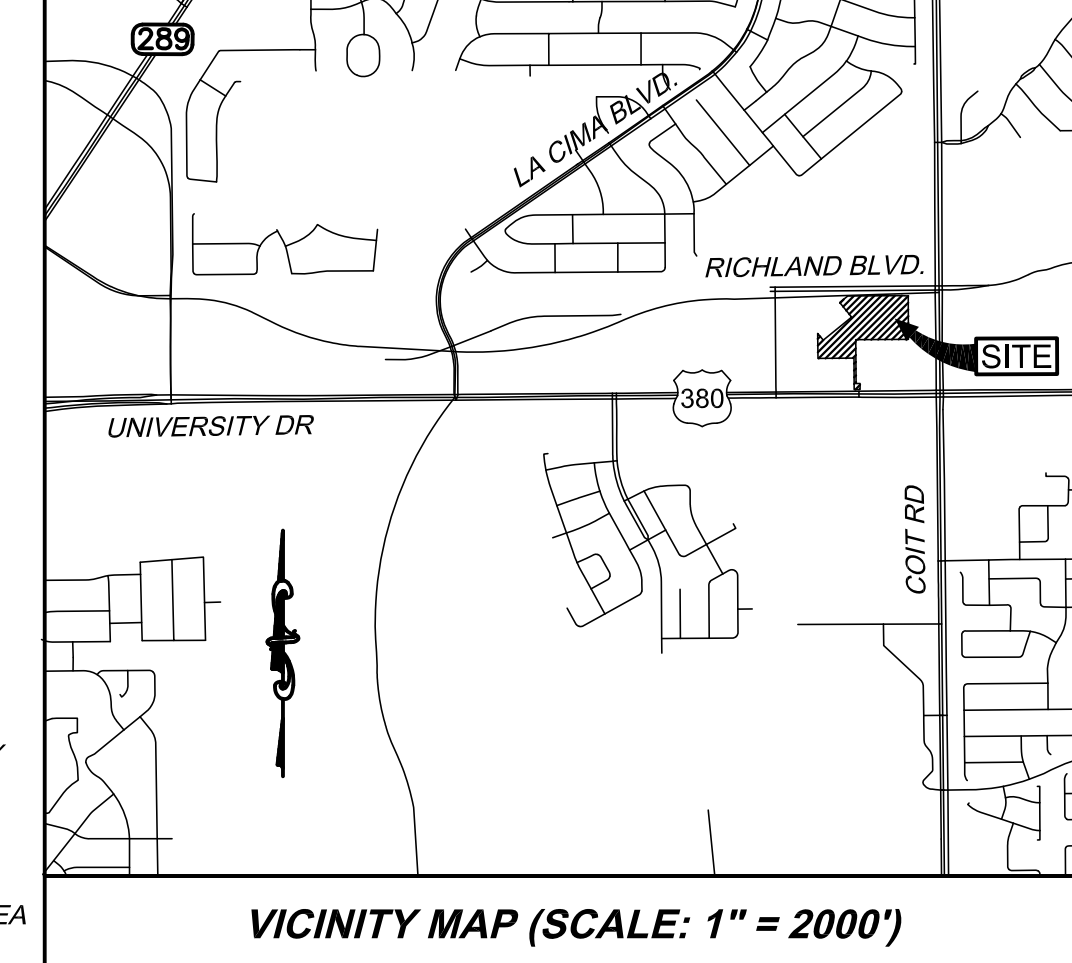 289
LA CIMA BLVD.
RICHLAND BLVD.
SITE
380
UNIVERSITY DR
COIT RD
EA
VICINITY MAP (SCALE: 1" = 2000')